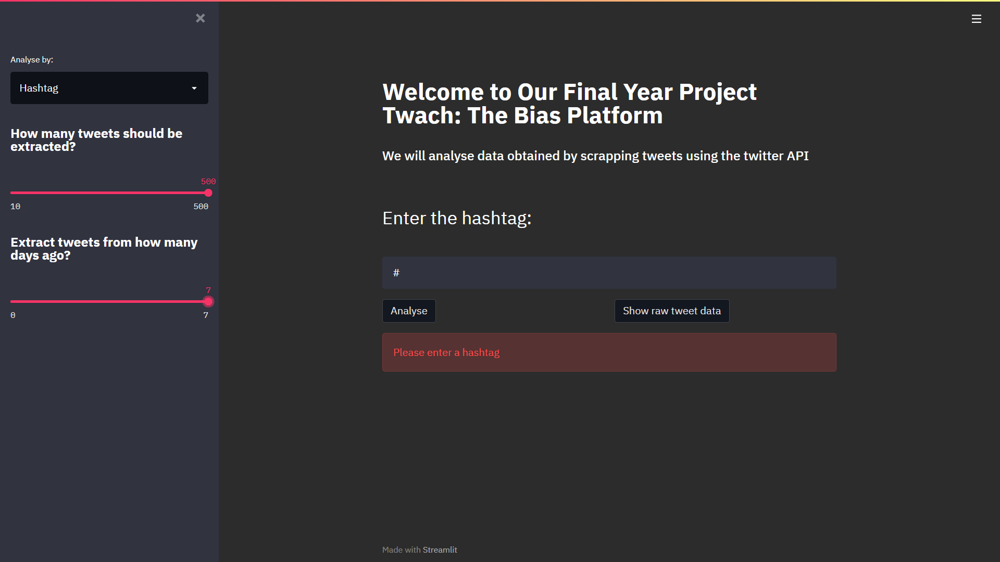 Analyse by:
Hashtag
How many tweets should be
extracted?
500
10
500
Extract tweets from how many
days ago?
7
0
7
Welcome to Our Final Year Project
Twach: The Bias Platform
We will analyse data obtained by scrapping tweets using the twitter API
Enter the hashtag:
#
Analyse
Show raw tweet data
Please enter a hashtag
Made with Streamlit